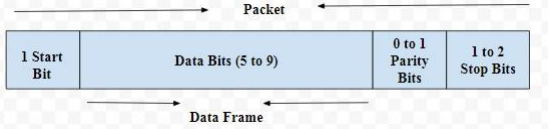 Packet
1 Start
Bit
Data Bits (5 to 9)
0 to 1
Parity
Bits
1 to 2
Stop Bits
Data Frame